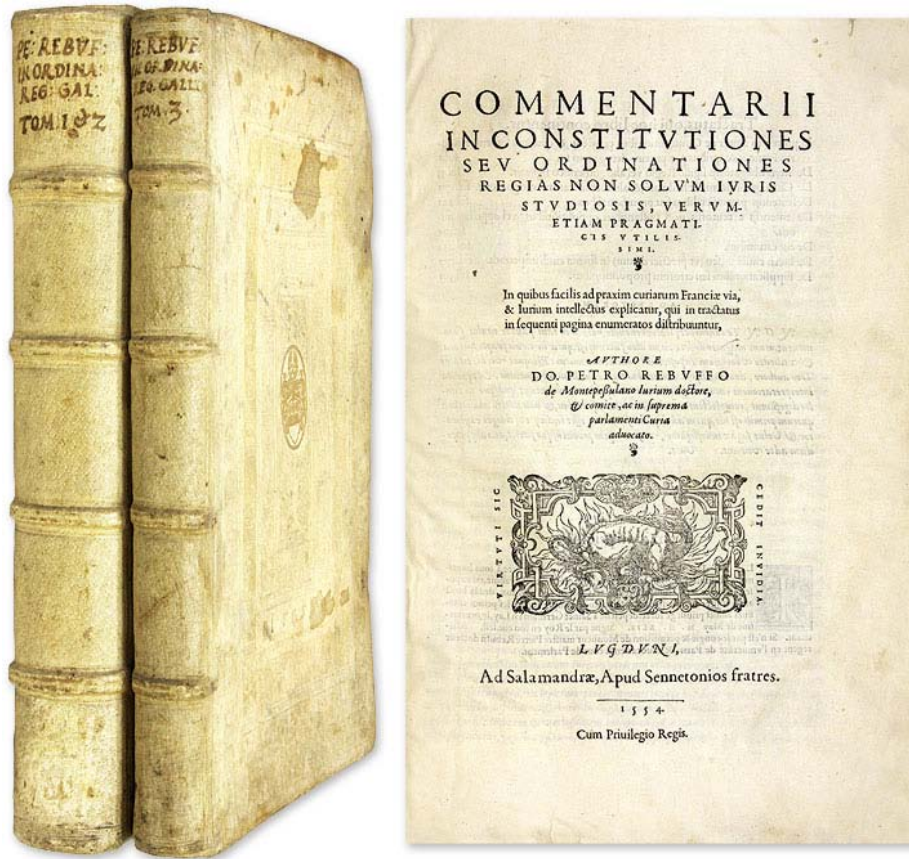 PE: REBVF:
IN ORDINA:
REG: GAL:
TOM. 1 & 2
PE: REBVF
IN ORDINA:
REG. GALL:
TOM. 3.
COMMENTARII
IN CONSTITVTIONES
SEV ORDINATIONES
REGIAS NON SOLVM IVRIS
STVDIOSIS, VERVM-
ETIAM PRAGMATI-
CIS VTILIS-
SIMI.
In quibus facilis ad praxim curiarum Franciæ via,
& Iurium intellectus explicatur, qui in tractatus
in sequenti pagina enumeratos distribuuntur,
AVTHORE
DO. PETRO REBVFFO
de Montepeßulano Iurium doctore,
& comite, ac in suprema
parlamenti Curia
aduocato.
VIRTVTI SIC
CEDIT INVIDIA
LVGDVNI,
Ad Salamandræ, Apud Sennetonios fratres.
1554.
Cum Priuilegio Regis.